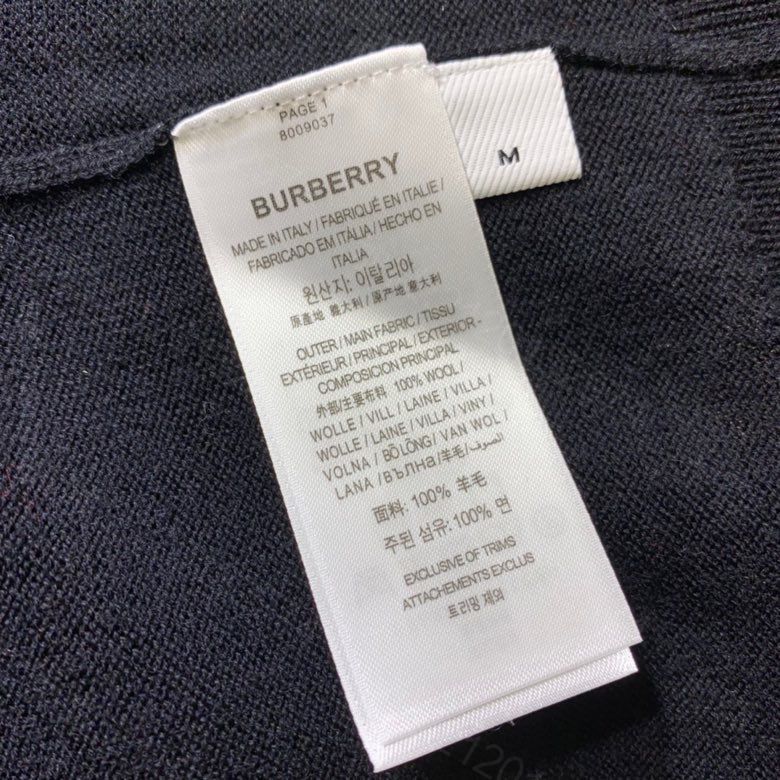 PAGE 1
8009037
M
BURBERRY
MADE IN ITALY / FABRIQUÉ EN ITALIE /
FABRICADO EM ITÁLIA / HECHO EN
ITALIA
원산지: 이탈리아
原產地 義大利 / 原产地 意大利
OUTER / MAIN FABRIC / TISSU
EXTÉRIEUR / PRINCIPAL / EXTERIOR -
COMPOSICIÓN PRINCIPAL
外部/主要布料 100% WOOL /
WOLLE / VILL / LAINE / VILLA /
WOLLE / LAINE / VILLA / VINY /
VOLNA / BŌ LÔNG / VAN WOL /
LANA / ВЪЛНА / 羊毛 / الصوف
面料: 100% 羊毛
주된 섬유: 100% 면
EXCLUSIVE OF TRIMS
ATTACHEMENTS EXCLUS
트리밍 제외